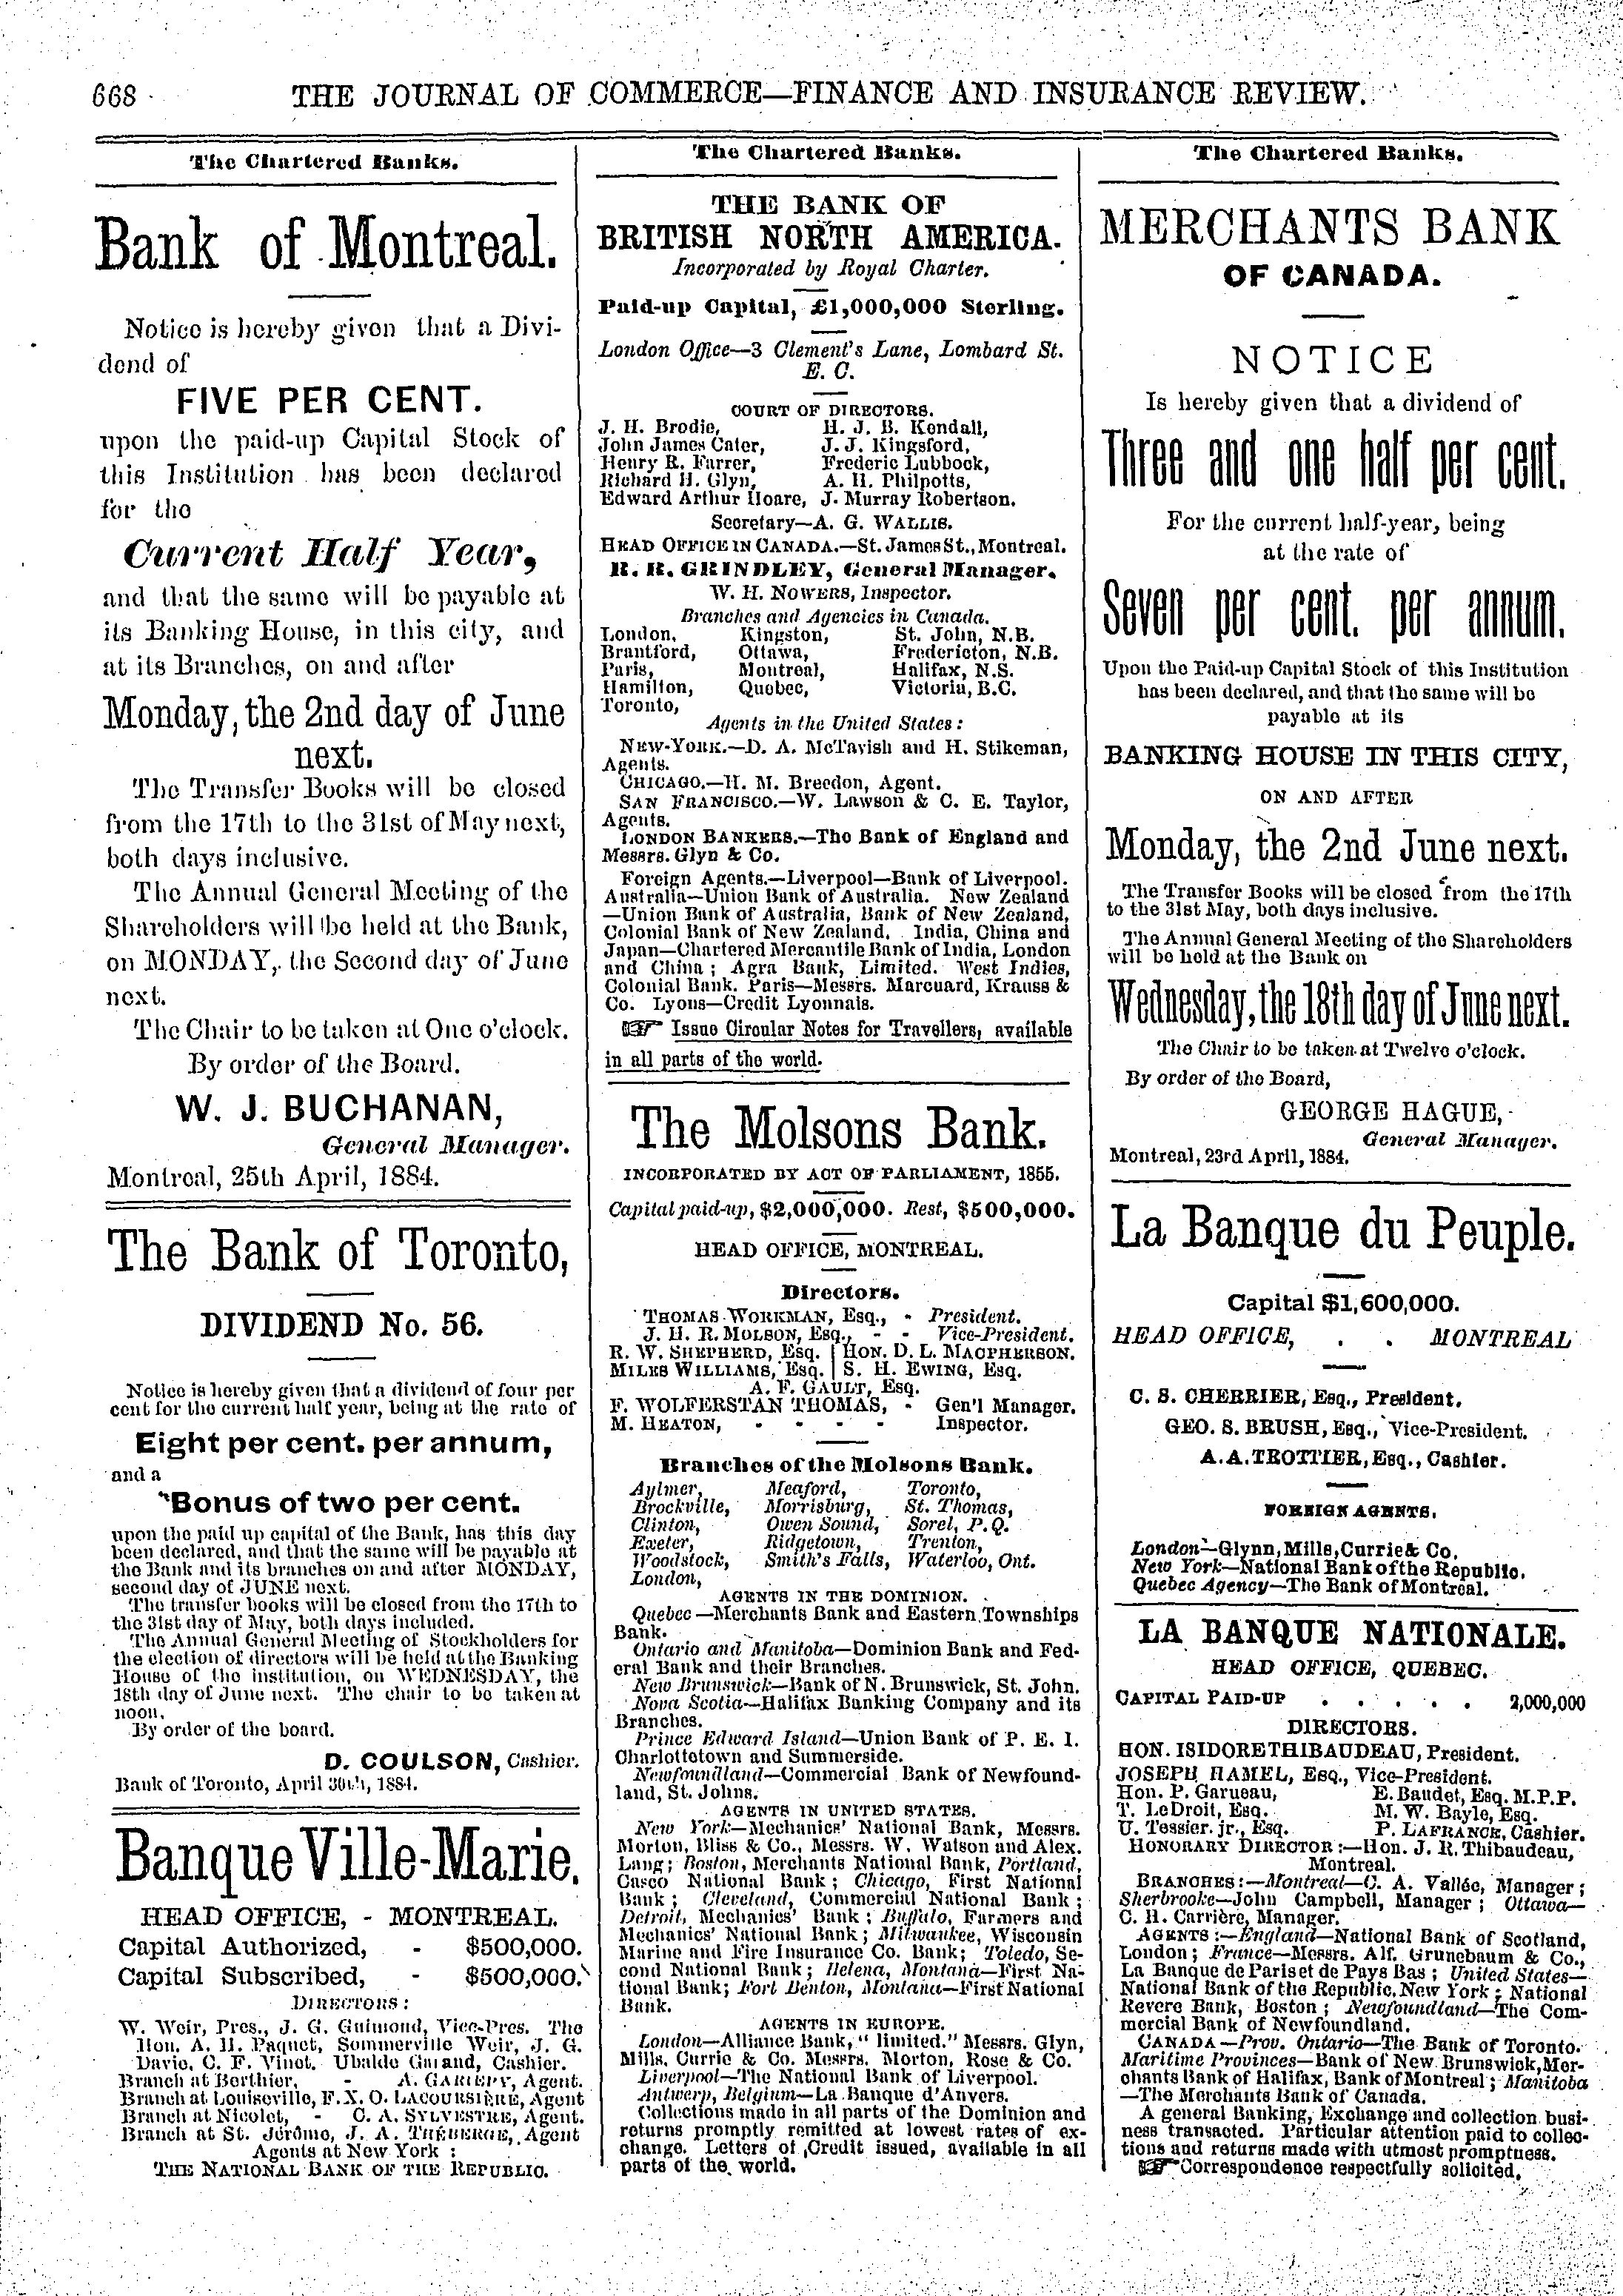 668
THE JOURNAL OF COMMERCE—FINANCE AND INSURANCE REVIEW.
The Chartered Banks.
Bank of Montreal.
Notice is hereby given that a Divi-
dend of
FIVE PER CENT.
upon the paid-up Capital Stock of
this Institution has been declared
for the
Current Half Year,
and that the same will be payable at
its Banking House, in this city, and
at its Branches, on and after
Monday, the 2nd day of June
next.
The Transfer Books will be closed
from the 17th to the 31st of May next,
both days inclusive.
The Annual General Meeting of the
Shareholders will be held at the Bank,
on MONDAY, the Second day of June
next.
The Chair to be taken at One o'clock.
By order of the Board.
W. J. BUCHANAN,
General Manager.
Montreal, 25th April, 1884.
The Bank of Toronto,
DIVIDEND No. 56.
Notice is hereby given that a dividend of four per
cent for the current half year, being at the rate of
Eight per cent. per annum,
and a
Bonus of two per cent.
upon the paid up capital of the Bank, has this day
been declared, and that the same will be payable at
the Bank and its branches on and after MONDAY,
second day of JUNE next.
The transfer books will be closed from the 17th to
the 31st day of May, both days included.
The Annual General Meeting of Stockholders for
the election of directors will be held at the Banking
House of the institution, on WEDNESDAY, the
18th day of June next. The chair to be taken at
noon.
By order of the board.
D. COULSON, Cashier.
Bank of Toronto, April 30th, 1884.
Banque Ville-Marie.
HEAD OFFICE, - MONTREAL.
Capital Authorized, - $500,000.
Capital Subscribed, - $500,000.
DIRECTORS:
W. Weir, Pres., J. G. Guimond, Vice-Pres. The
Hon. A. H. Paquet, Sommerville Weir, J. G.
Davie, C. F. Vinet. Ubalde Garand, Cashier.
Branch at Berthier, - A. GARIEPY, Agent.
Branch at Louiseville, F. X. O. LACOURSIÈRE, Agent
Branch at Nicolet, - C. A. SYLVESTRE, Agent.
Branch at St. Jérôme, J. A. THÉBERGE, Agent
Agents at New York:
THE NATIONAL BANK OF THE REPUBLIC.
The Chartered Banks.
THE BANK OF
BRITISH NORTH AMERICA.
Incorporated by Royal Charter.
Paid-up Capital, £1,000,000 Sterling.
London Office—3 Clement's Lane, Lombard St.
E. C.
COURT OF DIRECTORS.
J. H. Brodie, H. J. B. Kendall,
John James Cater, J. J. Kingsford,
Henry R. Farrer, Frederic Lubbock,
Richard H. Glyn, A. H. Philpotts,
Edward Arthur Hoare, J. Murray Robertson.
Secretary—A. G. WALLIS.
HEAD OFFICE IN CANADA.—St. James St., Montreal.
R. R. GRINDLEY, General Manager.
W. H. NOWERS, Inspector.
Branches and Agencies in Canada.
London, Kingston, St. John, N.B.
Brantford, Ottawa, Fredericton, N.B.
Paris, Montreal, Halifax, N.S.
Hamilton, Quebec, Victoria, B.C.
Toronto,
Agents in the United States:
NEW-YORK.—D. A. McTavish and H. Stikeman,
Agents.
CHICAGO.—H. M. Breedon, Agent.
SAN FRANCISCO.—W. Lawson & C. E. Taylor,
Agents.
LONDON BANKERS.—The Bank of England and
Messrs. Glyn & Co.
Foreign Agents.—Liverpool—Bank of Liverpool.
Australia—Union Bank of Australia. New Zealand
—Union Bank of Australia, Bank of New Zealand,
Colonial Bank of New Zealand. India, China and
Japan—Chartered Mercantile Bank of India, London
and China; Agra Bank, Limited. West Indies,
Colonial Bank. Paris—Messrs. Marcuard, Krauss &
Co. Lyons—Credit Lyonnais.
☞ Issue Circular Notes for Travellers, available
in all parts of the world.
The Molsons Bank.
INCORPORATED BY ACT OF PARLIAMENT, 1855.
Capital paid-up, $2,000,000. Rest, $500,000.
HEAD OFFICE, MONTREAL.
Directors.
THOMAS WORKMAN, Esq., - President.
J. H. R. MOLSON, Esq., - - Vice-President.
R. W. SHEPHERD, Esq. | HON. D. L. MACPHERSON.
MILES WILLIAMS, Esq. | S. H. EWING, Esq.
A. F. GAULT, Esq.
F. WOLFERSTAN THOMAS, - Gen'l Manager.
M. HEATON, - - - - Inspector.
Branches of the Molsons Bank.
Aylmer, Meaford, Toronto,
Brockville, Morrisburg, St. Thomas,
Clinton, Owen Sound, Sorel, P.Q.
Exeter, Ridgetown, Trenton,
Woodstock, Smith's Falls, Waterloo, Ont.
London,
AGENTS IN THE DOMINION.
Quebec—Merchants Bank and Eastern Townships
Bank.
Ontario and Manitoba—Dominion Bank and Fed-
eral Bank and their Branches.
New Brunswick—Bank of N. Brunswick, St. John.
Nova Scotia—Halifax Banking Company and its
Branches.
Prince Edward Island—Union Bank of P. E. I.
Charlottetown and Summerside.
Newfoundland—Commercial Bank of Newfound-
land, St. Johns.
AGENTS IN UNITED STATES.
New York—Mechanics' National Bank, Messrs.
Morton, Bliss & Co., Messrs. W. Watson and Alex.
Lang; Boston, Merchants National Bank, Portland,
Casco National Bank; Chicago, First National
Bank; Cleveland, Commercial National Bank;
Detroit, Mechanics' Bank; Buffalo, Farmers and
Mechanics' National Bank; Milwaukee, Wisconsin
Marine and Fire Insurance Co. Bank; Toledo, Se-
cond National Bank; Helena, Montana—First Na-
tional Bank; Fort Benton, Montana—First National
Bank.
AGENTS IN EUROPE.
London—Alliance Bank, "limited." Messrs. Glyn,
Mills, Currie & Co. Messrs. Morton, Rose & Co.
Liverpool—The National Bank of Liverpool.
Antwerp, Belgium—La Banque d'Anvers.
Collections made in all parts of the Dominion and
returns promptly remitted at lowest rates of ex-
change. Letters of Credit issued, available in all
parts of the world.
The Chartered Banks.
MERCHANTS BANK
OF CANADA.
NOTICE
Is hereby given that a dividend of
Three and one half per cent.
For the current half-year, being
at the rate of
Seven per cent. per annum.
Upon the Paid-up Capital Stock of this Institution
has been declared, and that the same will be
payable at its
BANKING HOUSE IN THIS CITY,
ON AND AFTER
Monday, the 2nd June next.
The Transfer Books will be closed from the 17th
to the 31st May, both days inclusive.
The Annual General Meeting of the Shareholders
will be held at the Bank on
Wednesday, the 18th day of June next.
The Chair to be taken at Twelve o'clock.
By order of the Board,
GEORGE HAGUE,
General Manager.
Montreal, 23rd April, 1884.
La Banque du Peuple.
Capital $1,600,000.
HEAD OFFICE, . . MONTREAL
C. S. CHERRIER, Esq., President.
GEO. S. BRUSH, Esq., Vice-President.
A. A. TROTTIER, Esq., Cashier.
FOREIGN AGENTS.
London—Glynn, Mills, Currie & Co.
New York—National Bank of the Republic.
Quebec Agency—The Bank of Montreal.
LA BANQUE NATIONALE.
HEAD OFFICE, QUEBEC.
CAPITAL PAID-UP . . . . . . 2,000,000
DIRECTORS.
HON. ISIDORE THIBAUDEAU, President.
JOSEPH HAMEL, Esq., Vice-President.
Hon. P. Garueau, E. Baudet, Esq. M.P.P.
T. LeDroit, Esq. M. W. Bayle, Esq.
U. Tessier. jr., Esq. P. LAFRANCE, Cashier.
HONORARY DIRECTOR:—Hon. J. R. Thibaudeau,
Montreal.
BRANCHES:—Montreal—C. A. Vallée, Manager;
Sherbrooke—John Campbell, Manager; Ottawa—
C. H. Carrière, Manager.
AGENTS:—England—National Bank of Scotland,
London; France—Messrs. Alf. Grunebaum & Co.,
La Banque de Paris et de Pays Bas; United States—
National Bank of the Republic, New York; National
Revere Bank, Boston; Newfoundland—The Com-
mercial Bank of Newfoundland.
CANADA—Prov. Ontario—The Bank of Toronto.
Maritime Provinces—Bank of New Brunswick, Mer-
chants Bank of Halifax, Bank of Montreal; Manitoba
—The Merchants Bank of Canada.
A general Banking, Exchange and collection busi-
ness transacted. Particular attention paid to collec-
tions and returns made with utmost promptness.
☞ Correspondence respectfully solicited.